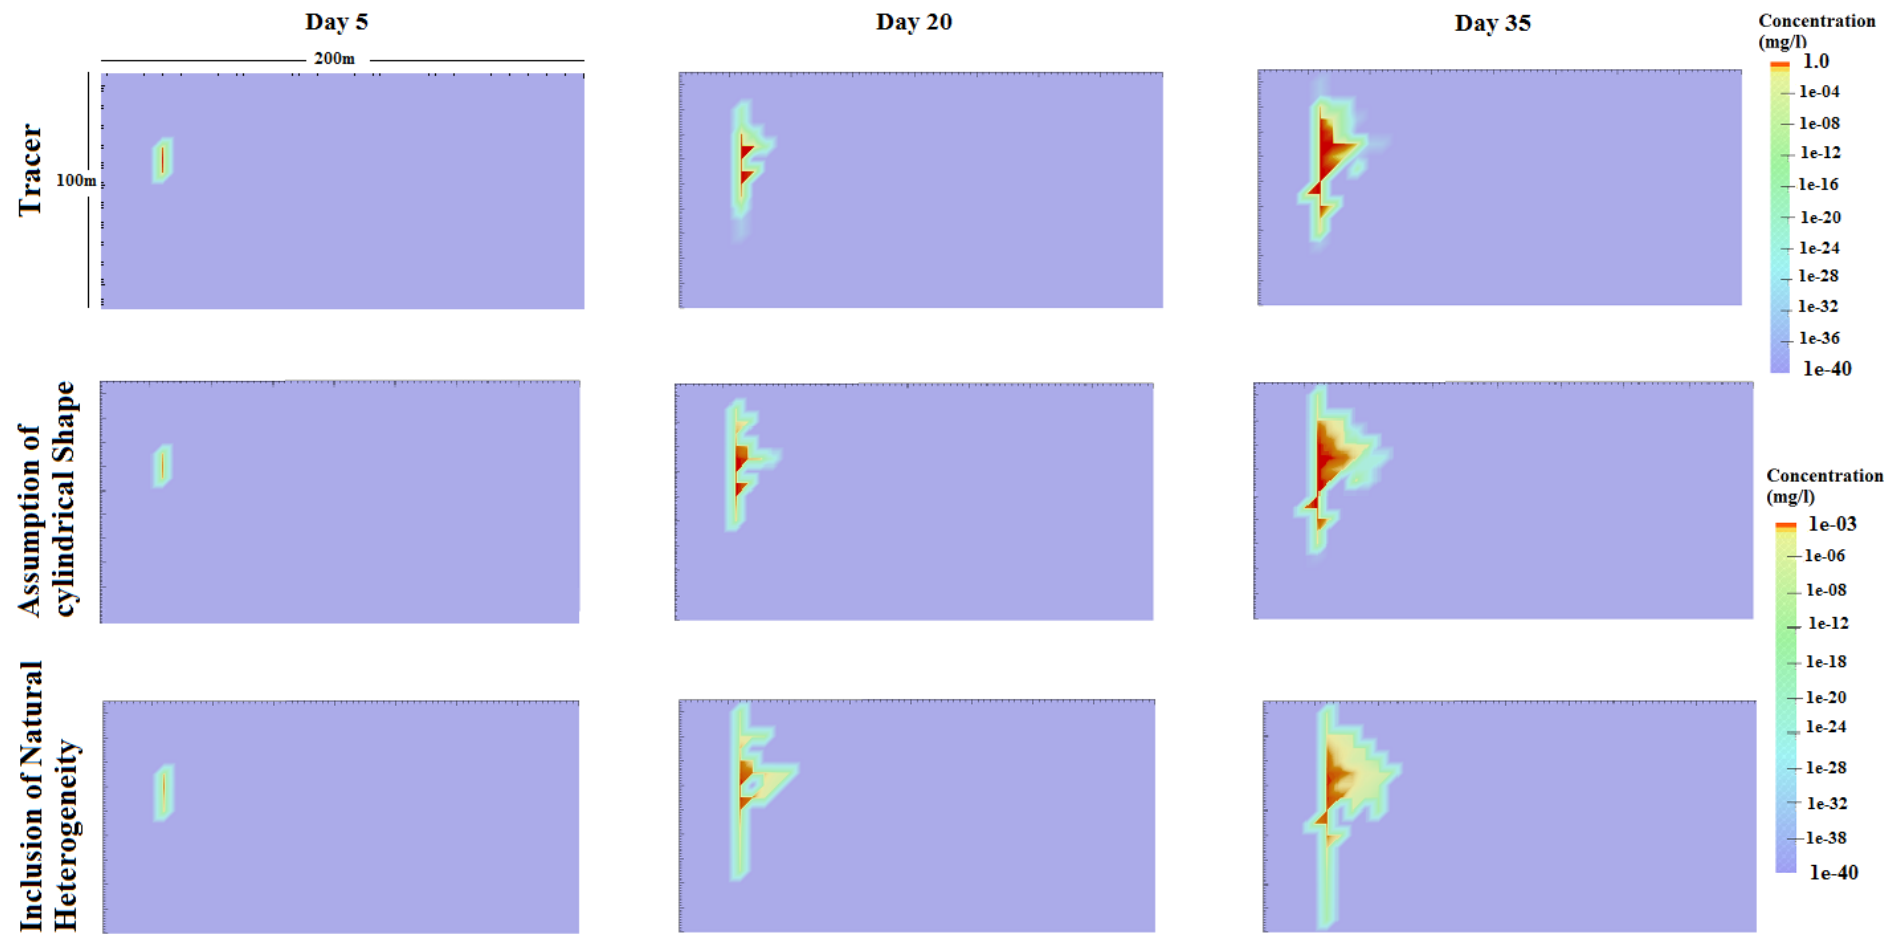 Day 5
Day 20
Day 35
200m
100m
Tracer
Concentration
(mg/l)
1.0
1e-04
1e-08
1e-12
1e-16
1e-20
1e-24
1e-28
1e-32
1e-36
1e-40
Assumption of
cylindrical Shape
Concentration
(mg/l)
1e-03
1e-06
1e-08
1e-12
1e-18
1e-20
1e-24
1e-28
1e-32
1e-38
1e-40
Inclusion of Natural
Heterogeneity